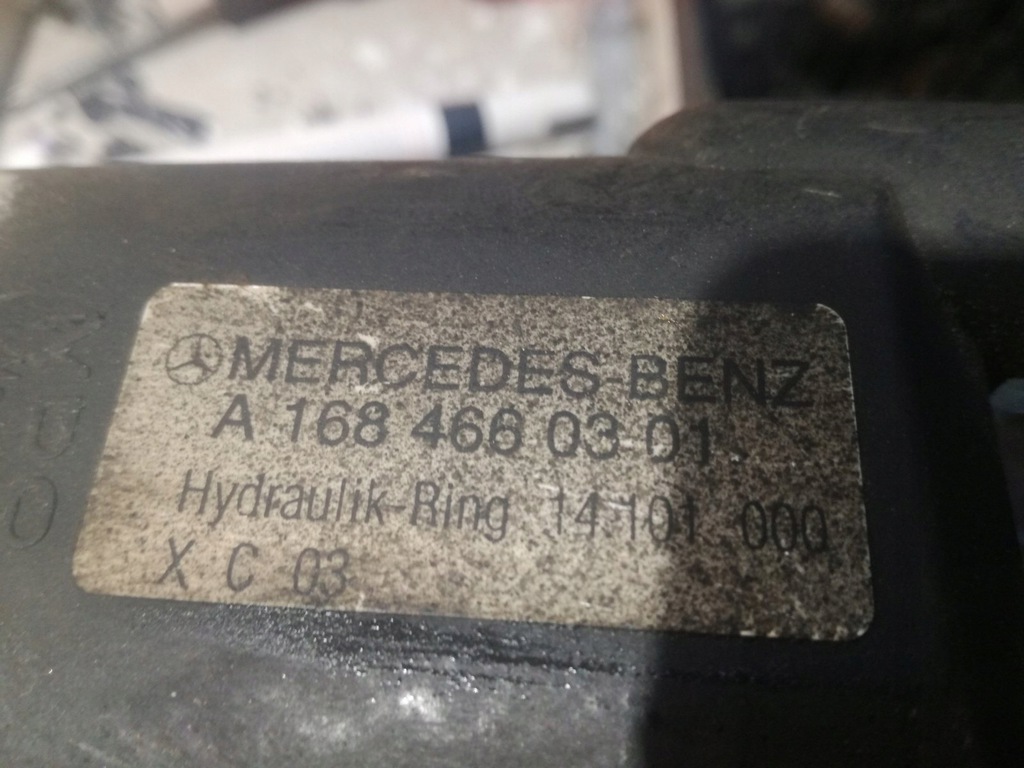 MERCEDES-BENZ
A 168 466 03 01
Hydraulik-Ring 14 101 000
X C 03